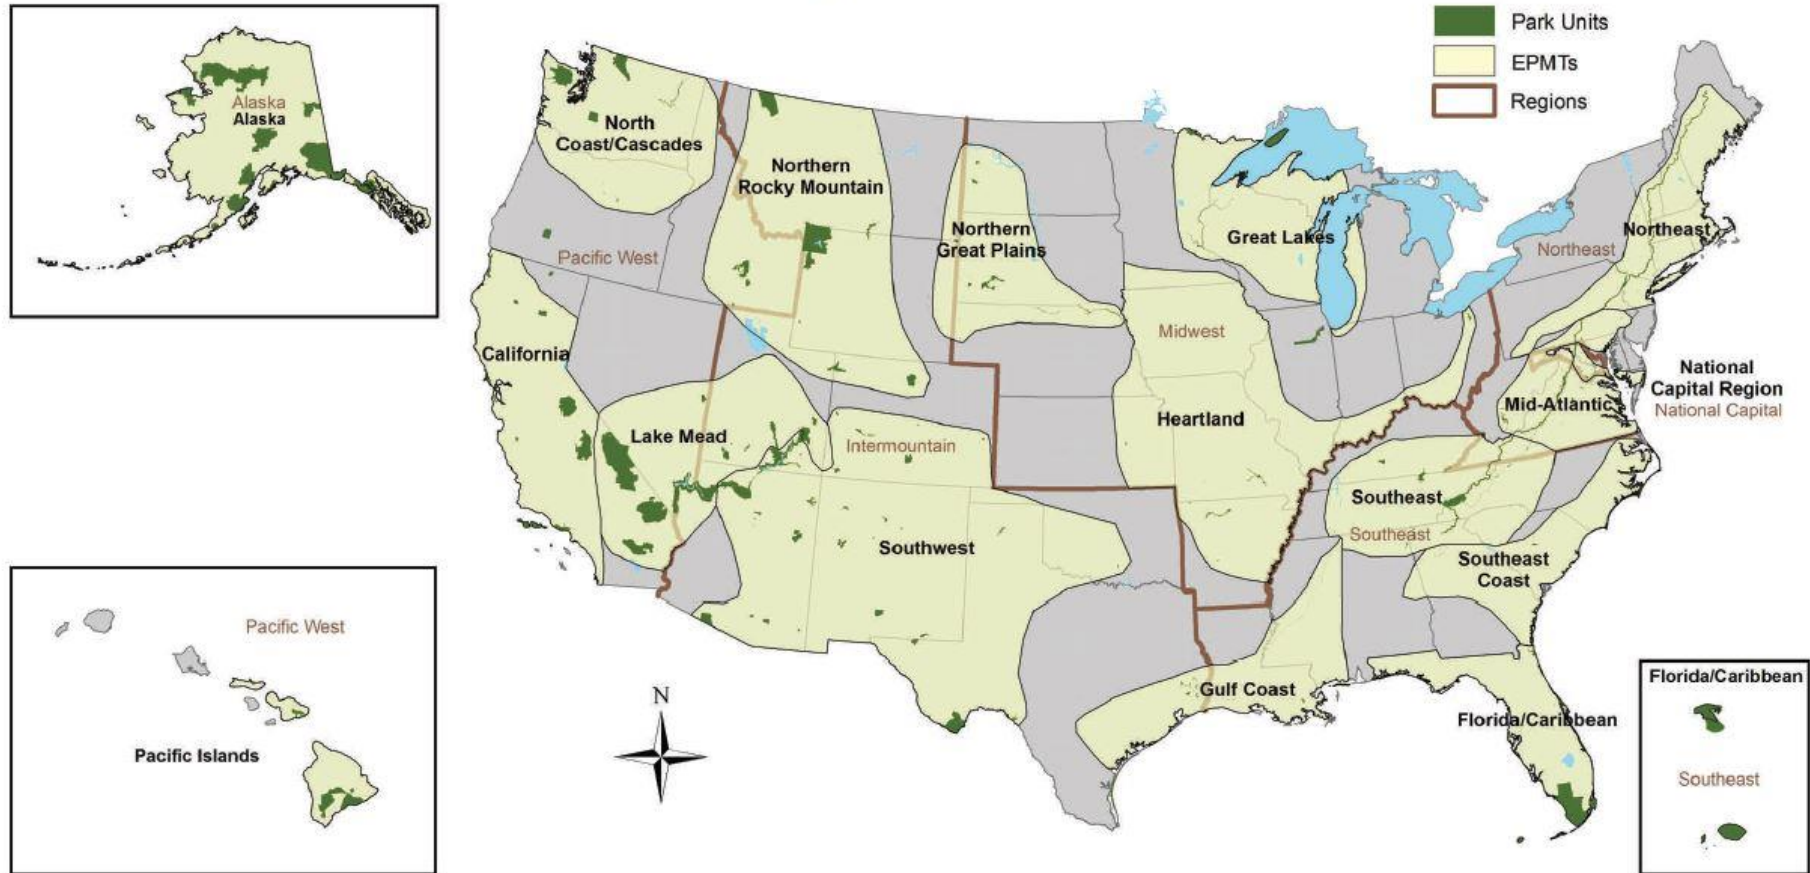 Park Units
EPMTs
Regions
Alaska
Alaska
North
Coast/Cascades
Northern
Rocky Mountain
Northern
Great Plains
Great Lakes
Northeast
Northeast
Pacific West
Midwest
California
National
Capital Region
National Capital
Mid-Atlantic
Heartland
Lake Mead
Intermountain
Southeast
Southeast
Southwest
Southeast
Coast
Pacific West
Gulf Coast
Florida/Caribbean
Florida/Caribbean
Southeast
N
Pacific Islands